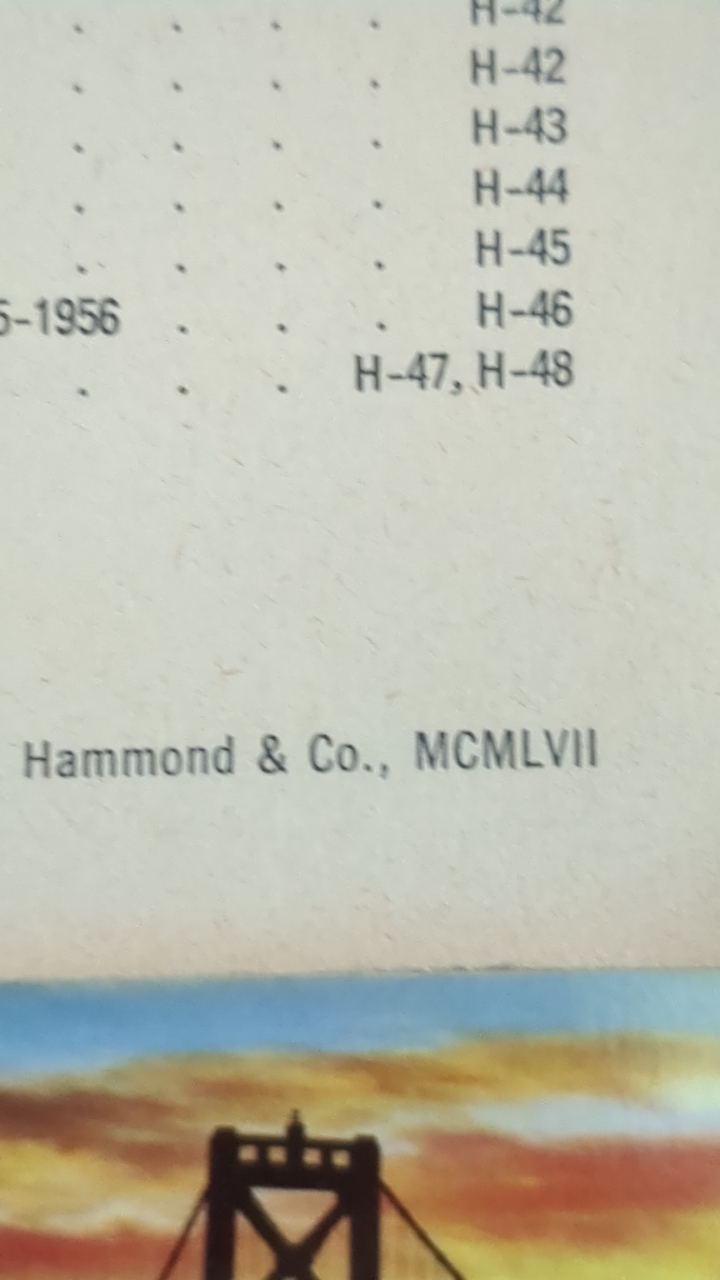 . . . . H-42
. . . . H-42
. . . . H-43
. . . . H-44
. . . . H-45
5-1956 . . . H-46
. . . H-47, H-48
Hammond & Co., MCMLVII